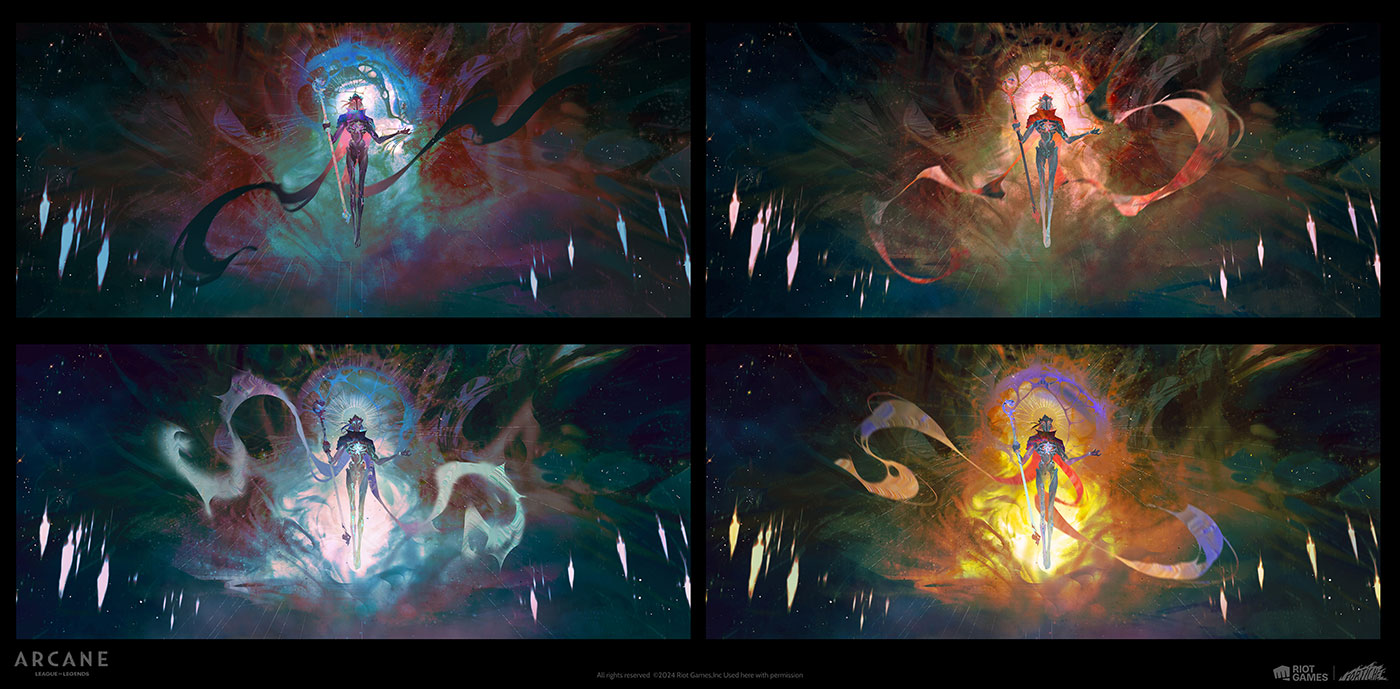 ARCANE
LEAGUE OF LEGENDS
All rights reserved. ©2024 Riot Games,Inc Used here with permission
RIOT
GAMES